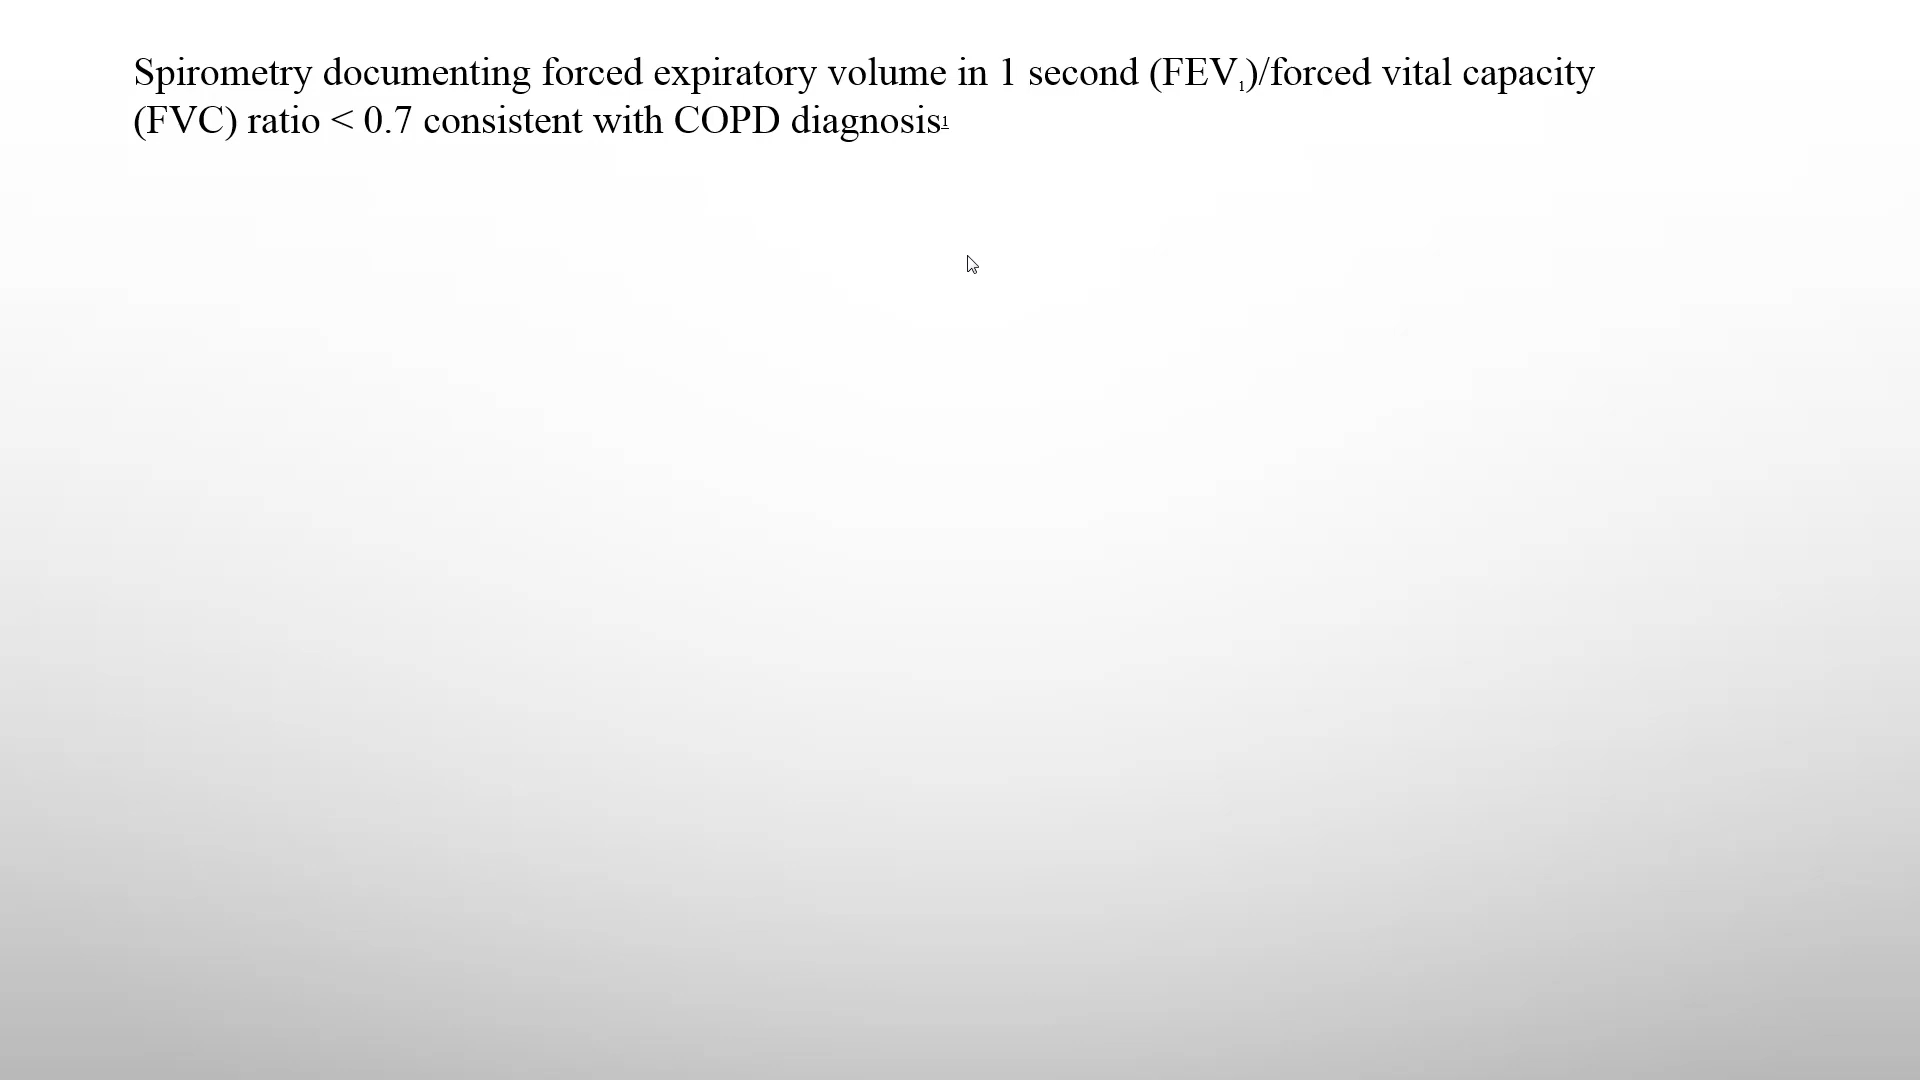 Spirometry documenting forced expiratory volume in 1 second (FEV₁)/forced vital capacity
(FVC) ratio < 0.7 consistent with COPD diagnosis¹